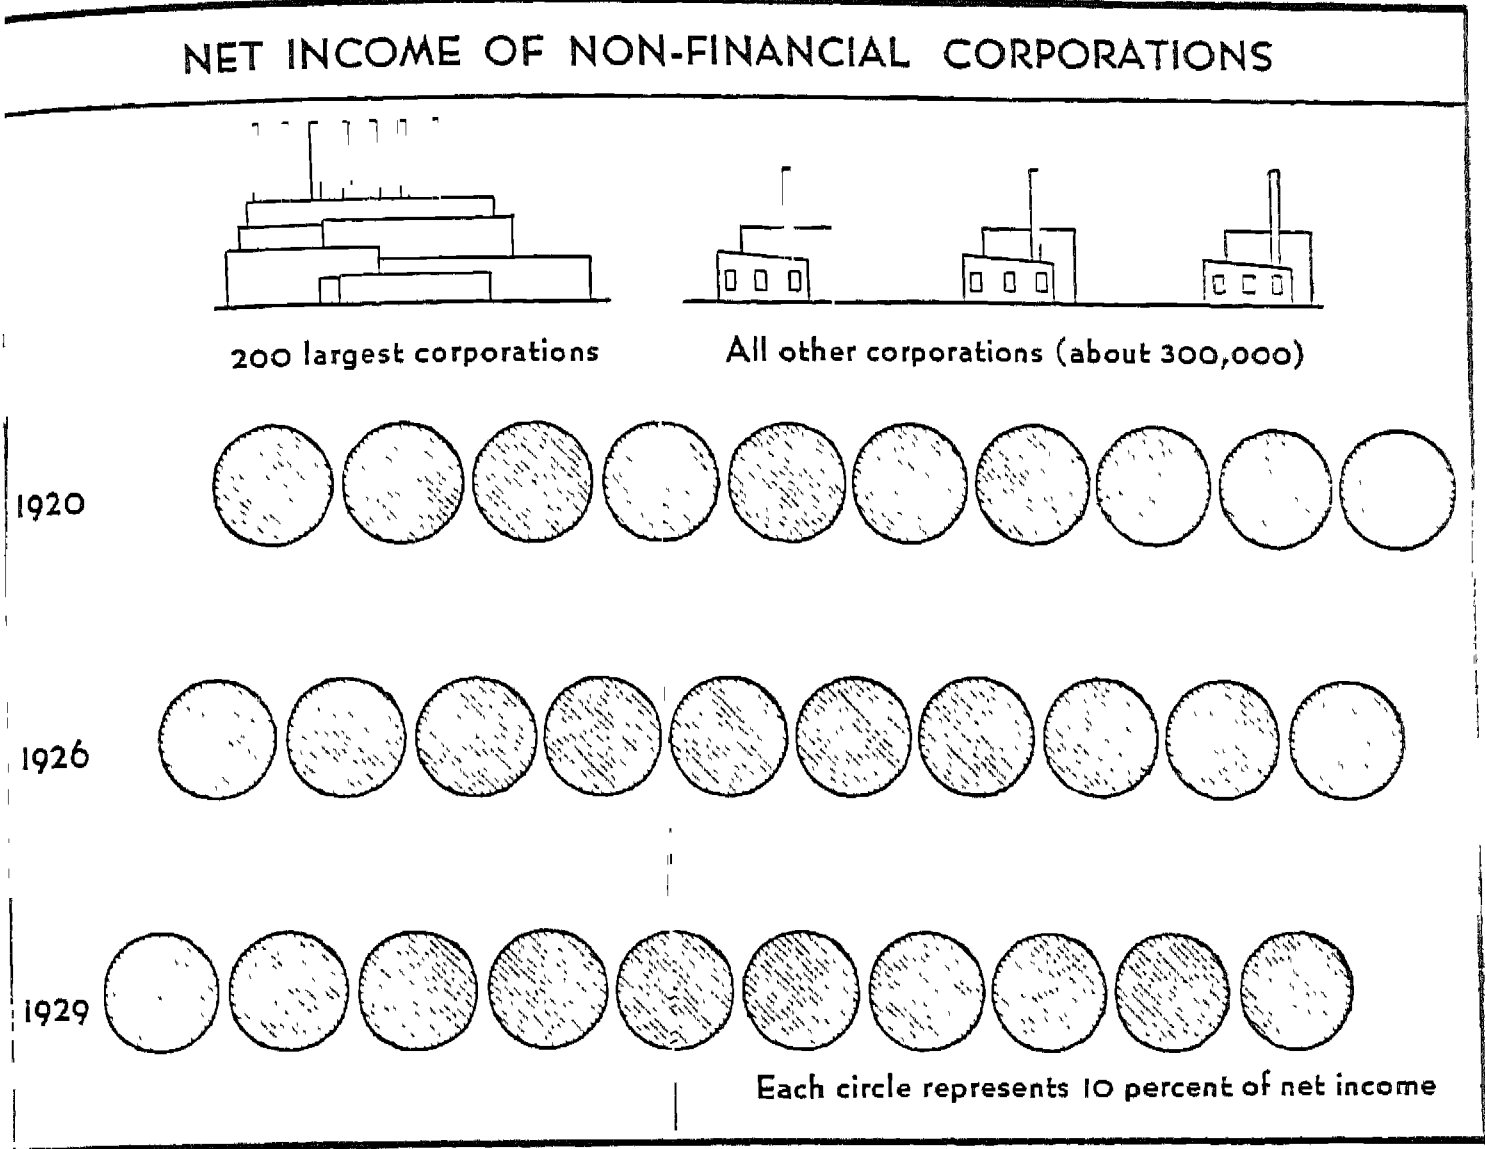 NET INCOME OF NON-FINANCIAL CORPORATIONS
200 largest corporations
All other corporations (about 300,000)
1920
1926
1929
Each circle represents 10 percent of net income